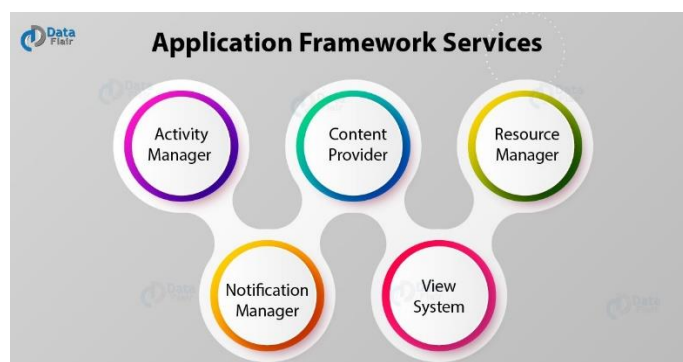 Data
Flair
Application Framework Services
Activity
Manager
Content
Provider
Resource
Manager
Notification
Manager
View
System